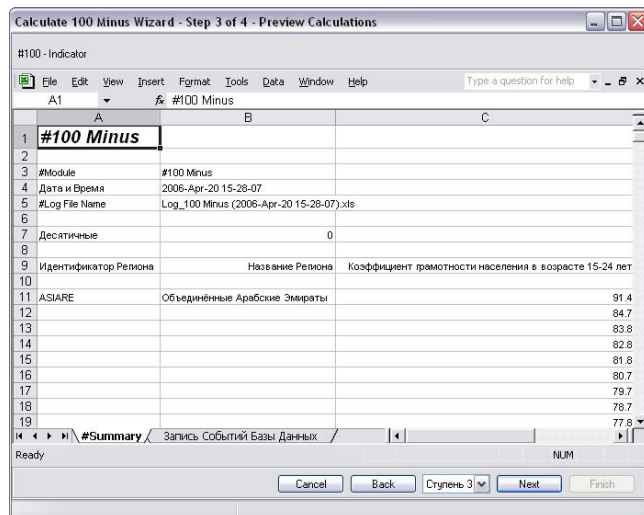 Calculate 100 Minus Wizard - Step 3 of 4 - Preview Calculations
#100 - Indicator
File Edit View Insert Format Tools Data Window Help Type a question for help
A1 fx #100 Minus
A B C
1 #100 Minus
2
3 #Module #100 Minus
4 Дата и Время 2006-Apr-20 15-28-07
5 #Log File Name Log_100 Minus (2006-Apr-20 15-28-07).xls
6
7 Десятичные 0
8
9 Идентификатор Региона Название Региона Коэффициент грамотности населения в возрасте 15-24 лет
10
11 ASIARE Объединённые Арабские Эмираты 91.4
12 84.7
13 83.8
14 82.8
15 81.8
16 80.7
17 79.7
18 78.7
19 77.8
#Summary Запись Событий Базы Данных
Ready NUM
Cancel Back Ступень 3 Next Finish